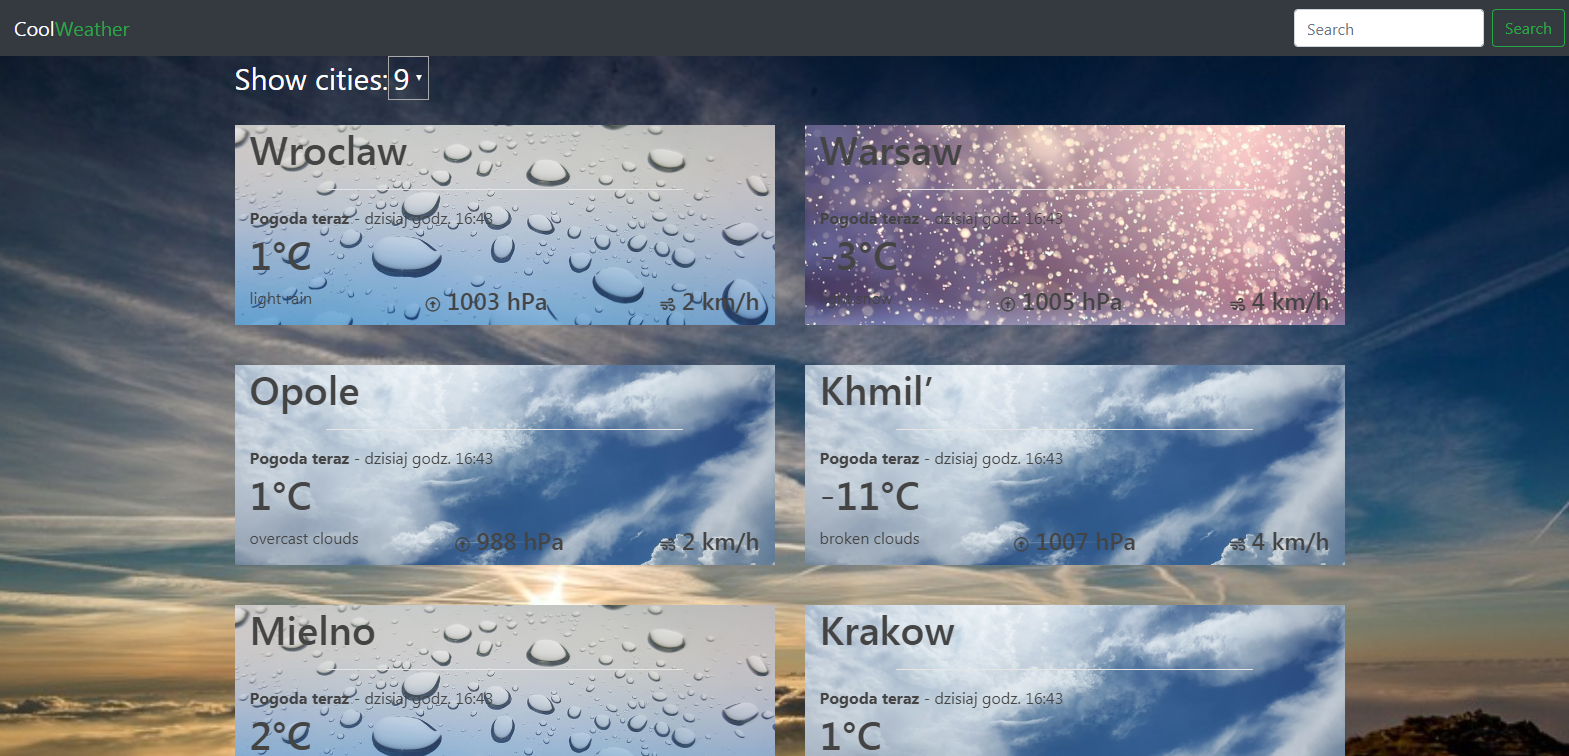 CoolWeather
Search
Search
Show cities: 9
Wroclaw
Pogoda teraz - dzisiaj godz. 16:43
1°C
light rain
1003 hPa
2 km/h
Warsaw
Pogoda teraz - dzisiaj godz. 16:43
-3°C
light snow
1005 hPa
4 km/h
Opole
Pogoda teraz - dzisiaj godz. 16:43
1°C
overcast clouds
988 hPa
2 km/h
Khmil’
Pogoda teraz - dzisiaj godz. 16:43
-11°C
broken clouds
1007 hPa
4 km/h
Mielno
Pogoda teraz - dzisiaj godz. 16:43
2°C
Krakow
Pogoda teraz - dzisiaj godz. 16:43
1°C